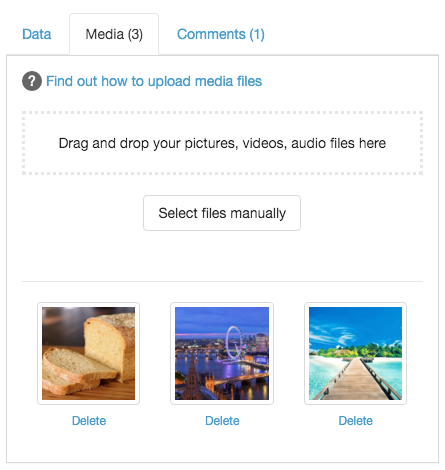 Data Media (3) Comments (1)
? Find out how to upload media files
Drag and drop your pictures, videos, audio files here
Select files manually
Delete Delete Delete